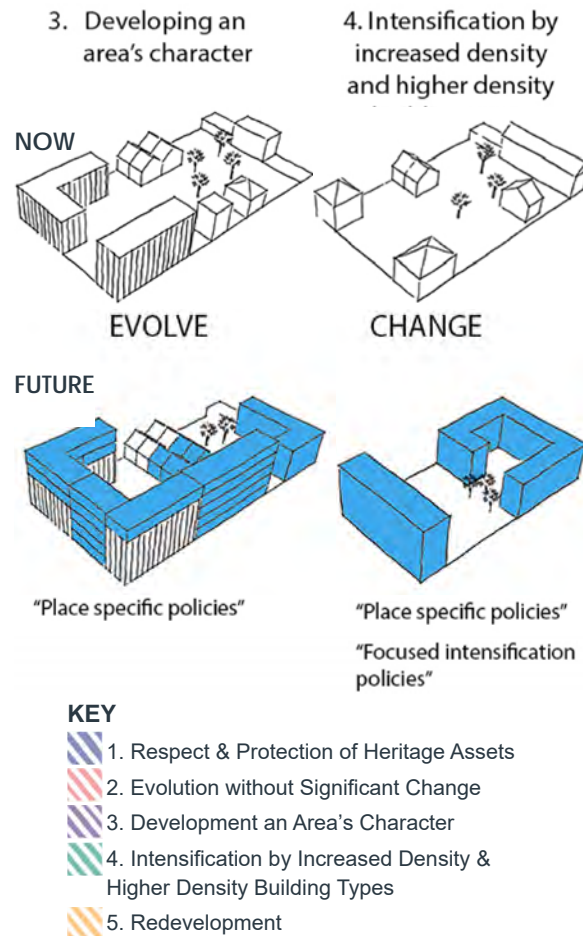 3. Developing an
area's character
4. Intensification by
increased density
and higher density
NOW
EVOLVE
CHANGE
FUTURE
"Place specific policies"
"Place specific policies"
"Focused intensification
policies"
KEY
1. Respect & Protection of Heritage Assets
2. Evolution without Significant Change
3. Development an Area's Character
4. Intensification by Increased Density &
Higher Density Building Types
5. Redevelopment